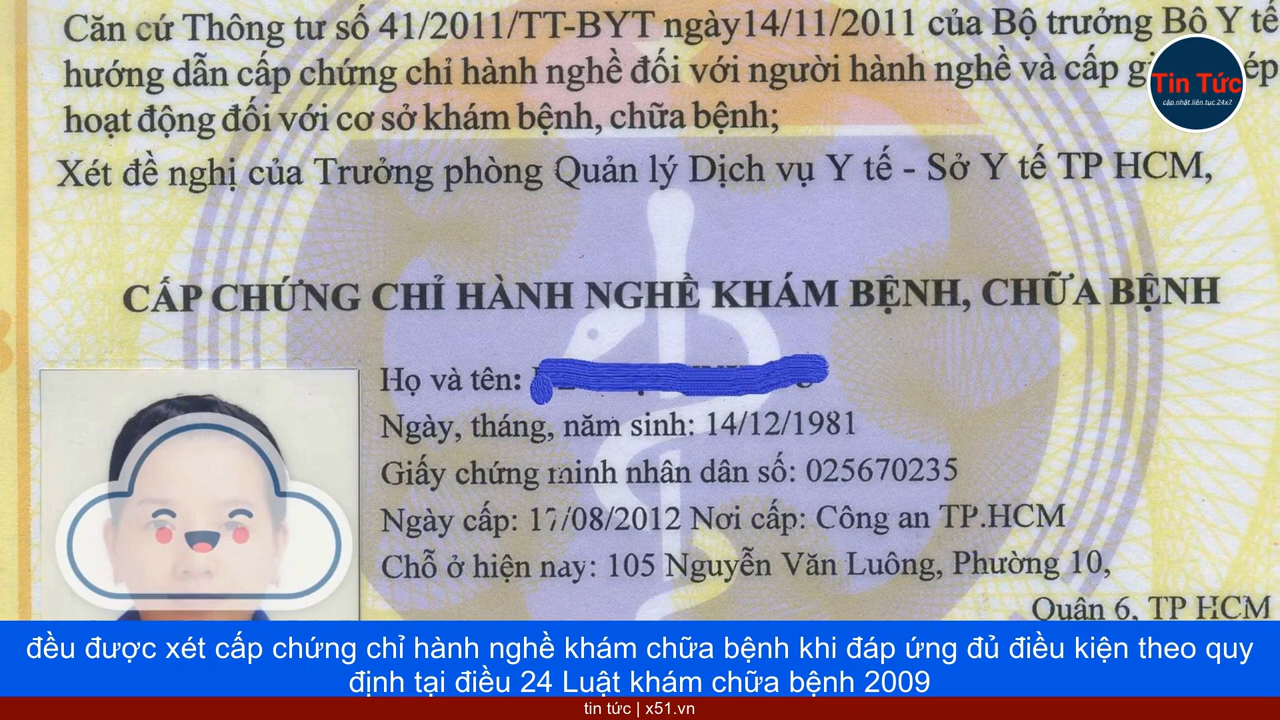 Căn cứ Thông tư số 41/2011/TT-BYT ngày14/11/2011 của Bộ trưởng Bô Y tế
hướng dẫn cấp chứng chỉ hành nghề đối với người hành nghề và cấp
hoạt động đối với cơ sở khám bệnh, chữa bệnh;
Tin Tức
cập nhật liên tục 24x7
Xét đề nghị của Trưởng phòng Quản lý Dịch vụ Y tế - Sở Y tế TP HCM,
CẤP CHỨNG CHỈ HÀNH NGHỀ KHÁM BỆNH, CHỮA BỆNH
Họ và tên:
Ngày, tháng, năm sinh: 14/12/1981
Giấy chứng minh nhân dân số: 025670235
Ngày cấp: 17/08/2012 Nơi cấp: Công an TP.HCM
Chỗ ở hiện nay: 105 Nguyễn Văn Luông, Phường 10,
Quận 6, TP HCM
đều được xét cấp chứng chỉ hành nghề khám chữa bệnh khi đáp ứng đủ điều kiện theo quy
định tại điều 24 Luật khám chữa bệnh 2009
tin tức | x51.vn